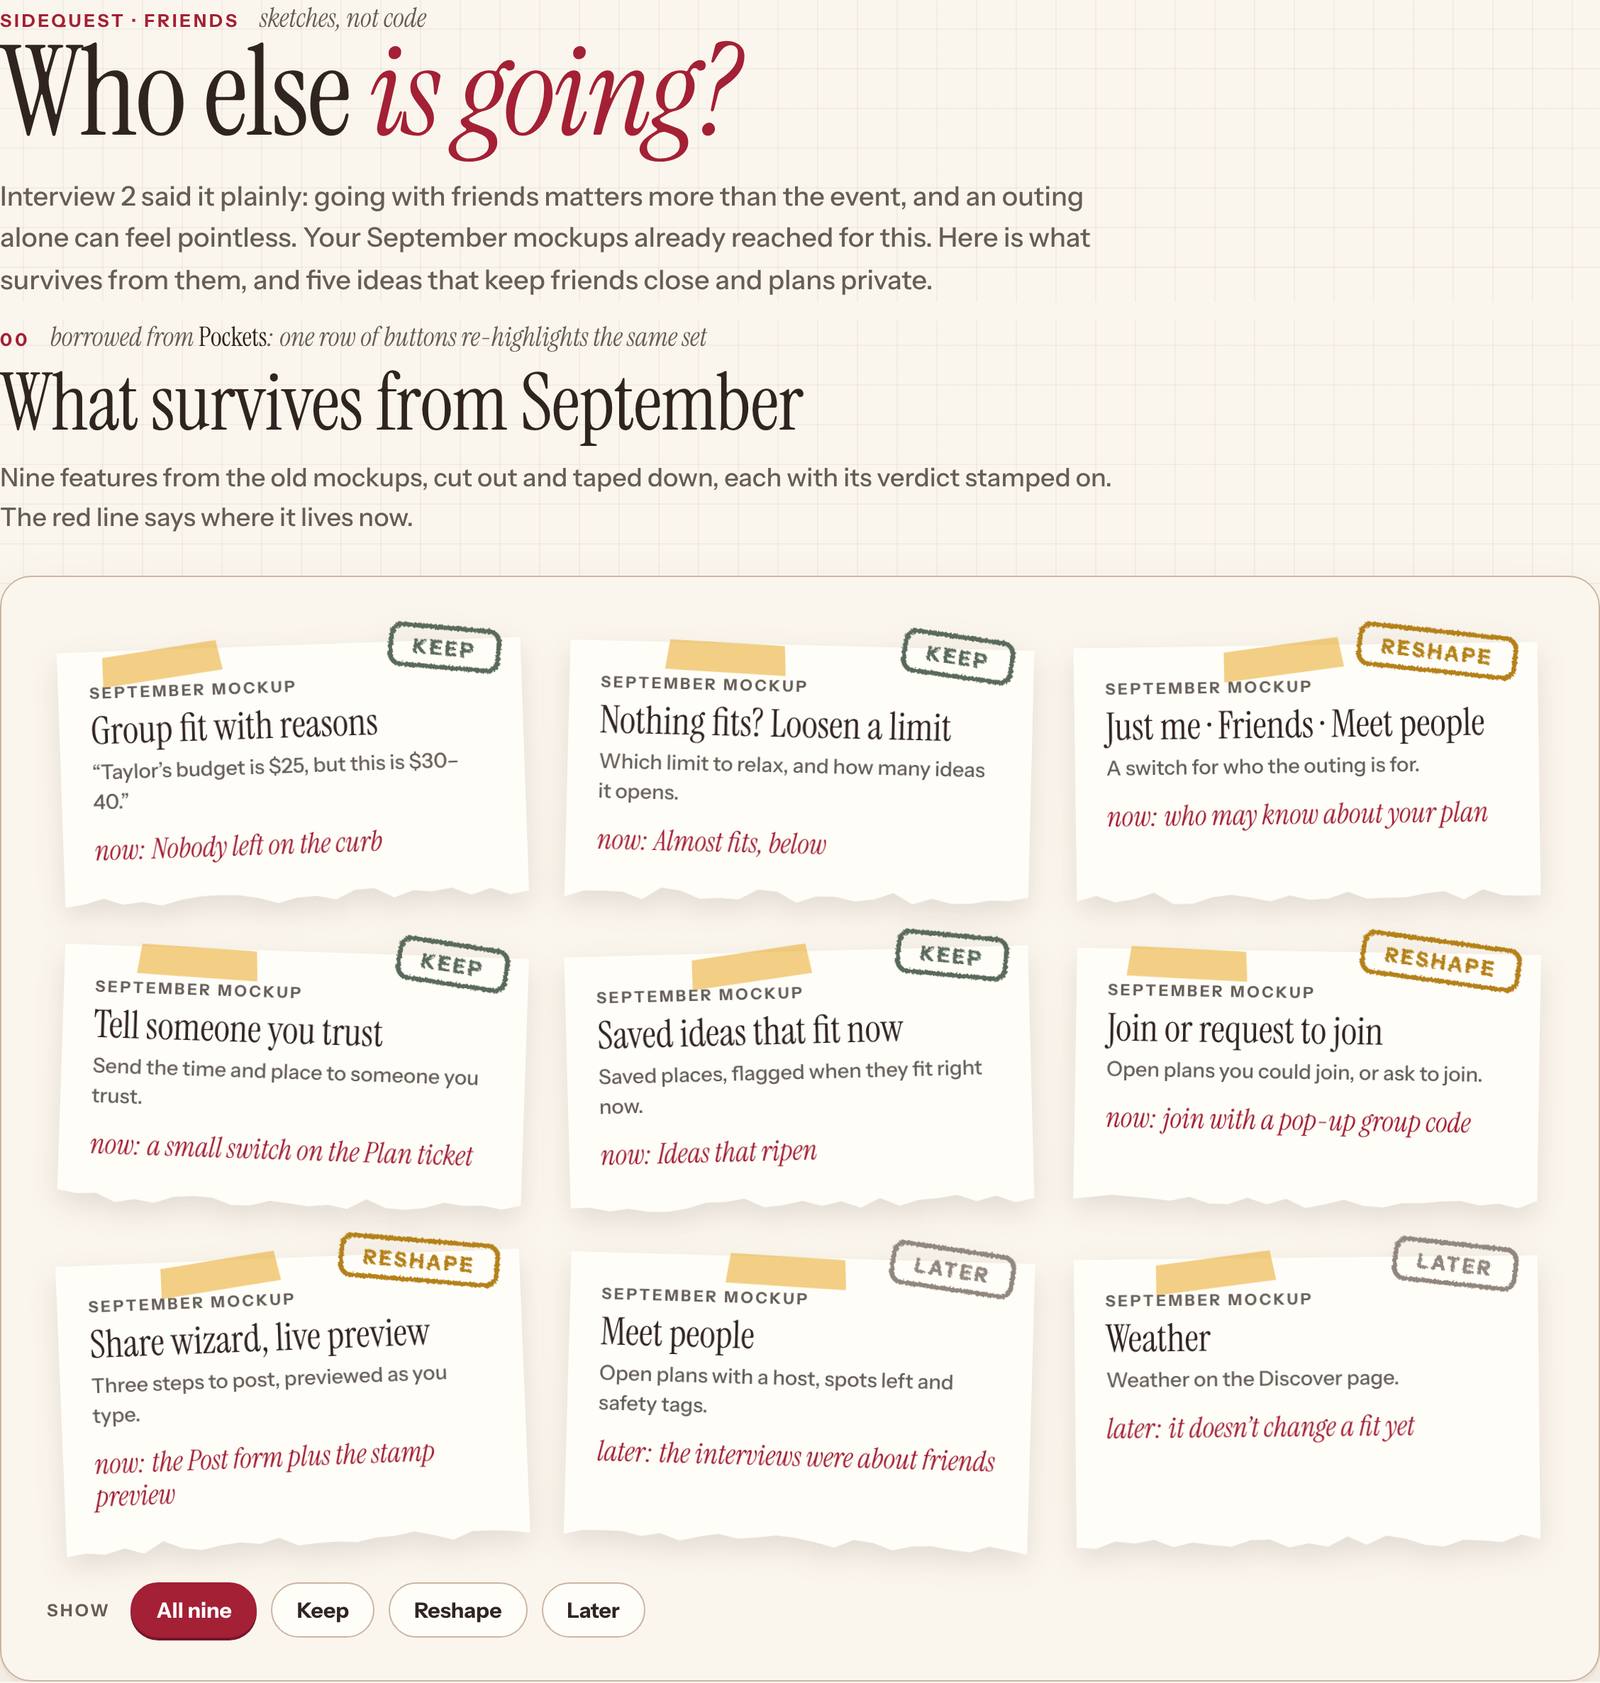 SIDEQUEST · FRIENDS sketches, not code
Who else is going?
Interview 2 said it plainly: going with friends matters more than the event, and an outing
alone can feel pointless. Your September mockups already reached for this. Here is what
survives from them, and five ideas that keep friends close and plans private.
00 borrowed from Pockets: one row of buttons re-highlights the same set
What survives from September
Nine features from the old mockups, cut out and taped down, each with its verdict stamped on.
The red line says where it lives now.
KEEP
SEPTEMBER MOCKUP
Group fit with reasons
“Taylor’s budget is $25, but this is $30–
40.”
now: Nobody left on the curb
KEEP
SEPTEMBER MOCKUP
Nothing fits? Loosen a limit
Which limit to relax, and how many ideas
it opens.
now: Almost fits, below
RESHAPE
SEPTEMBER MOCKUP
Just me · Friends · Meet people
A switch for who the outing is for.
now: who may know about your plan
KEEP
SEPTEMBER MOCKUP
Tell someone you trust
Send the time and place to someone you
trust.
now: a small switch on the Plan ticket
KEEP
SEPTEMBER MOCKUP
Saved ideas that fit now
Saved places, flagged when they fit right
now.
now: Ideas that ripen
RESHAPE
SEPTEMBER MOCKUP
Join or request to join
Open plans you could join, or ask to join.
now: join with a pop-up group code
RESHAPE
SEPTEMBER MOCKUP
Share wizard, live preview
Three steps to post, previewed as you
type.
now: the Post form plus the stamp
preview
LATER
SEPTEMBER MOCKUP
Meet people
Open plans with a host, spots left and
safety tags.
later: the interviews were about friends
LATER
SEPTEMBER MOCKUP
Weather
Weather on the Discover page.
later: it doesn’t change a fit yet
SHOW All nine Keep Reshape Later